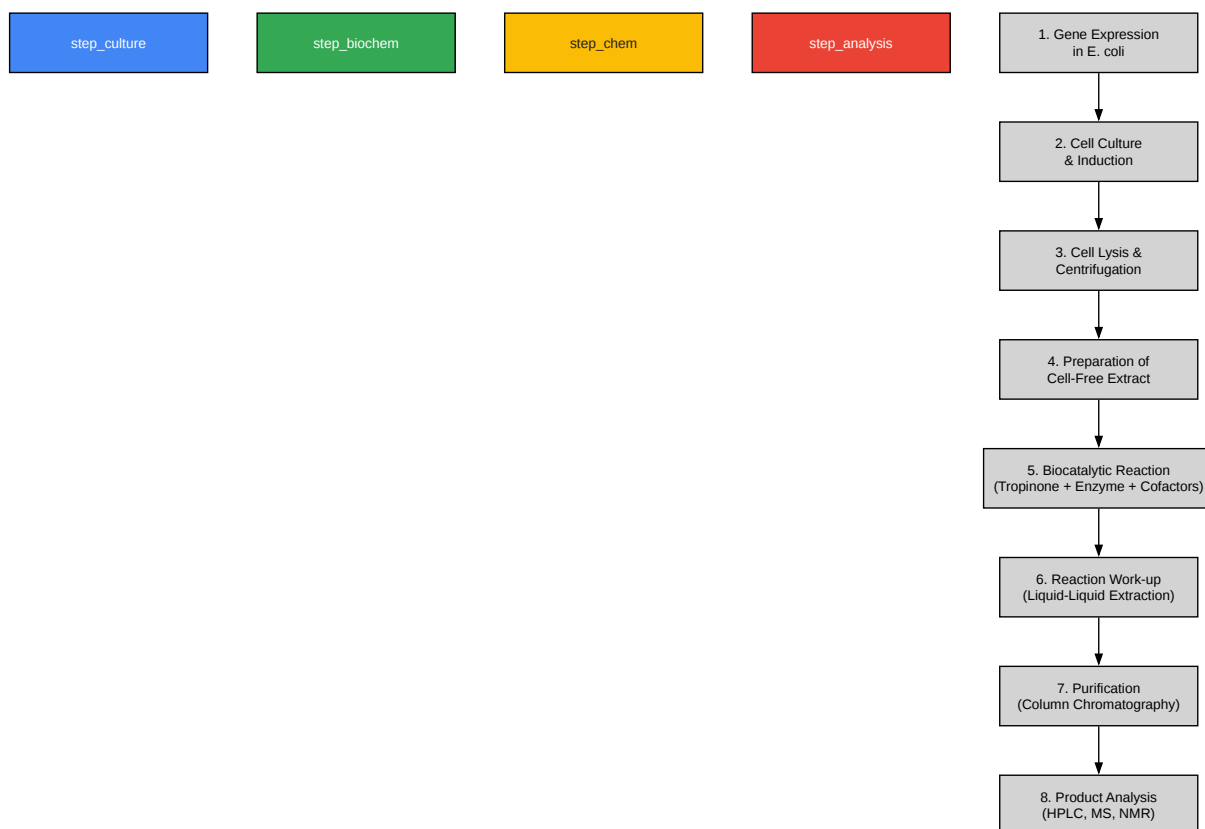 step_culture
step_biochem
step_chem
step_analysis
1. Gene Expression
in E. coli
2. Cell Culture
& Induction
3. Cell Lysis &
Centrifugation
4. Preparation of
Cell-Free Extract
5. Biocatalytic Reaction
(Tropinone + Enzyme + Cofactors)
6. Reaction Work-up
(Liquid-Liquid Extraction)
7. Purification
(Column Chromatography)
8. Product Analysis
(HPLC, MS, NMR)